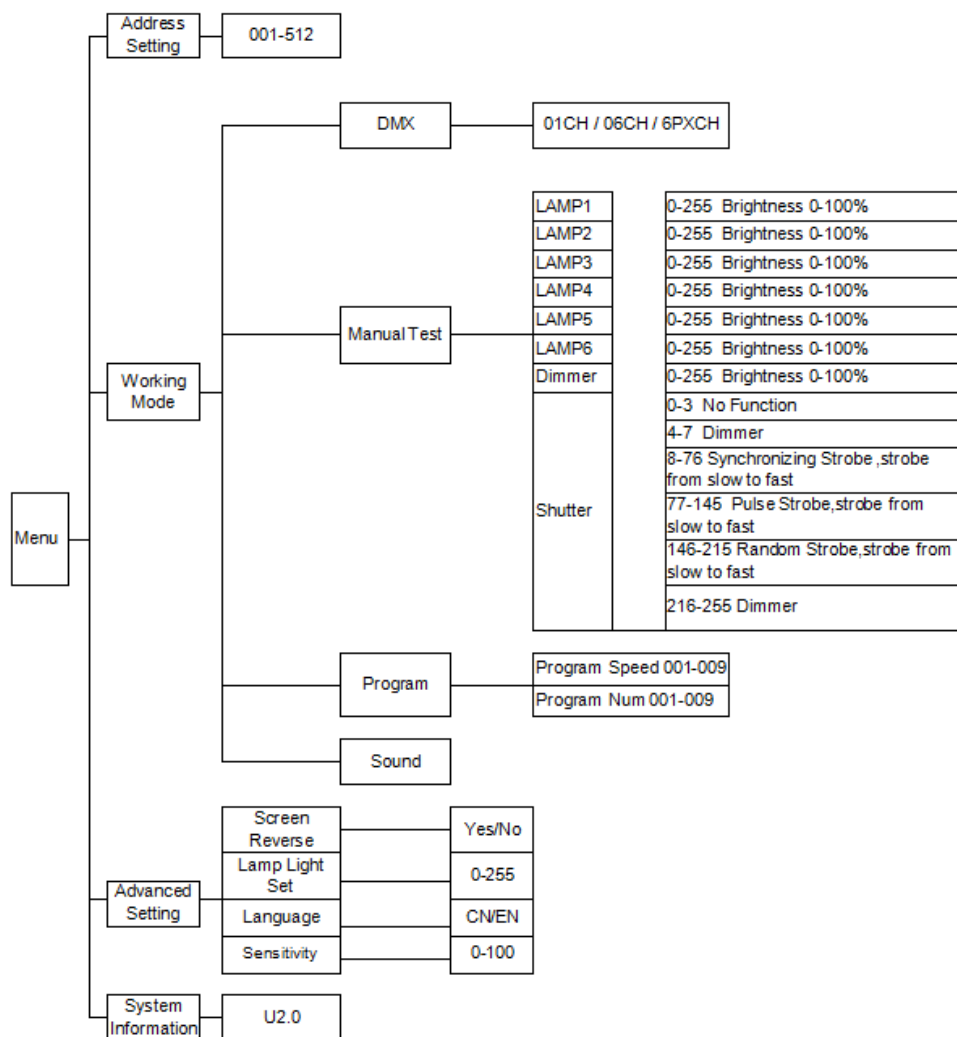 Address
Setting
001-512
DMX
01CH / 06CH / 6PXCH
LAMP1
0-255 Brightness 0-100%
LAMP2
0-255 Brightness 0-100%
LAMP3
0-255 Brightness 0-100%
LAMP4
0-255 Brightness 0-100%
Manual Test
LAMP5
0-255 Brightness 0-100%
LAMP6
0-255 Brightness 0-100%
Dimmer
0-255 Brightness 0-100%
Working
Mode
Shutter
0-3 No Function
4-7 Dimmer
8-76 Synchronizing Strobe ,strobe
from slow to fast
77-145 Pulse Strobe,strobe from
slow to fast
146-215 Random Strobe,strobe from
slow to fast
216-255 Dimmer
Menu
Program
Program Speed 001-009
Program Num 001-009
Sound
Advanced
Setting
Screen
Reverse
Yes/No
Lamp Light
Set
0-255
Language
CN/EN
Sensitivity
0-100
System
Information
U2.0